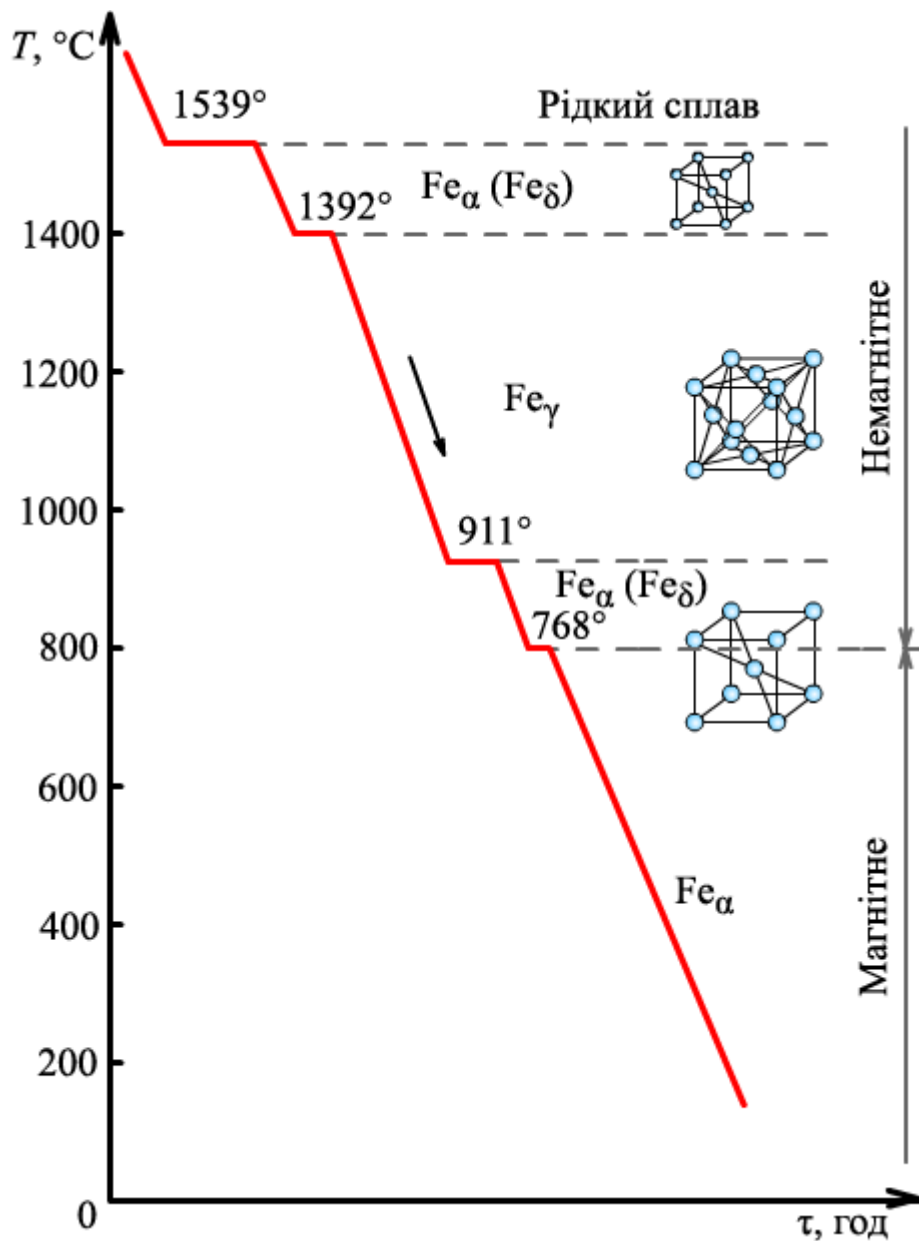 T, °C
1539°
Рідкий сплав
Feα (Feδ)
1392°
1400
1200
Feγ
Немагнітне
1000
911°
Feα (Feδ)
768°
800
600
Feα
400
Магнітне
200
0
τ, год